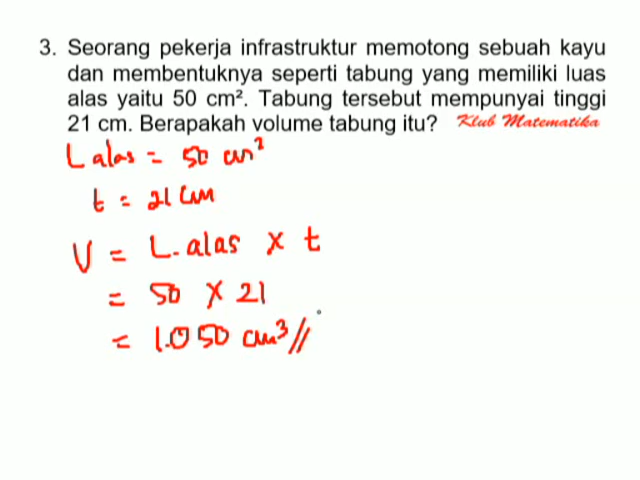 3. Seorang pekerja infrastruktur memotong sebuah kayu
dan membentuknya seperti tabung yang memiliki luas
alas yaitu 50 cm². Tabung tersebut mempunyai tinggi
21 cm. Berapakah volume tabung itu? Klub Matematika
L alas = 50 cm²
t = 21 cm
V = L. alas x t
= 50 x 21
= 1.050 cm³//